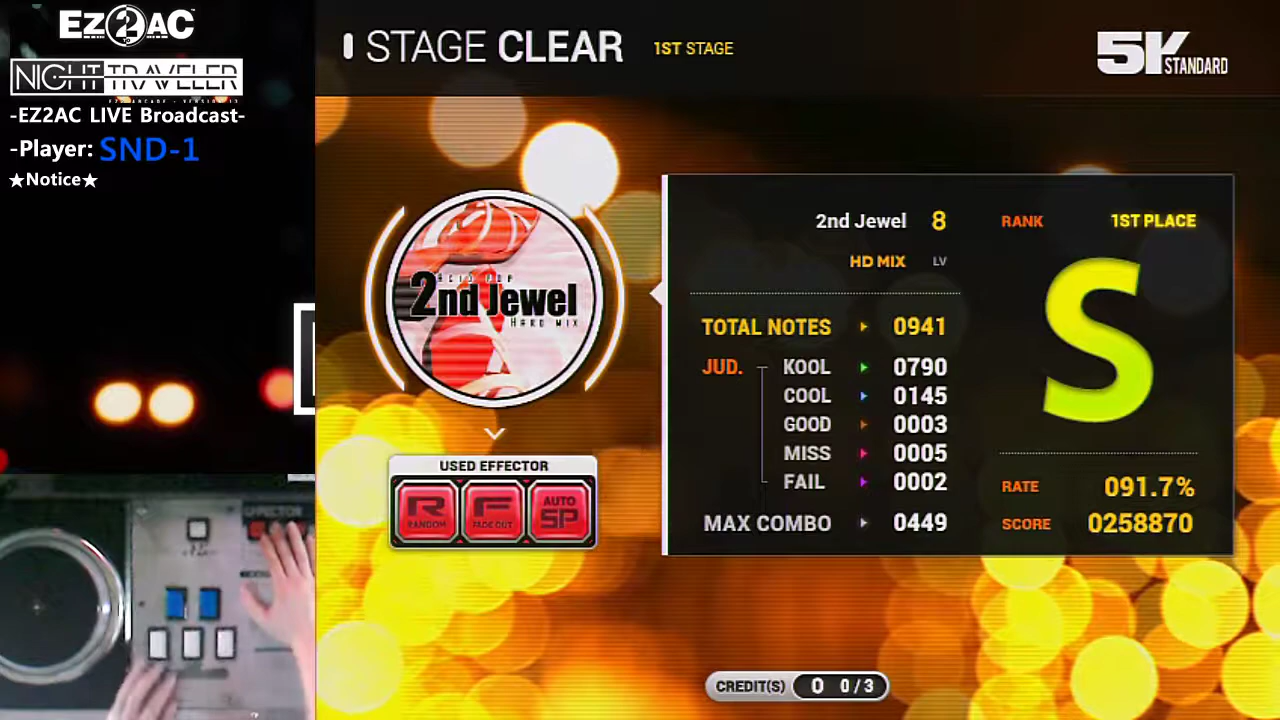 EZ2AC
NIGHT TRAVELER
-EZ2AC LIVE Broadcast-
-Player: SND-1
★Notice★
STAGE CLEAR 1ST STAGE
5K STANDARD
2nd Jewel 8
HD MIX LV
RANK 1ST PLACE
S
ACID POP
2nd Jewel
HARD MIX
TOTAL NOTES 0941
JUD. KOOL 0790
COOL 0145
GOOD 0003
MISS 0005
FAIL 0002
MAX COMBO 0449
RATE 091.7%
SCORE 0258870
USED EFFECTOR
R RANDOM
F FADE OUT
AUTO SP
EFFECTOR
CREDIT(S) 0 0/3